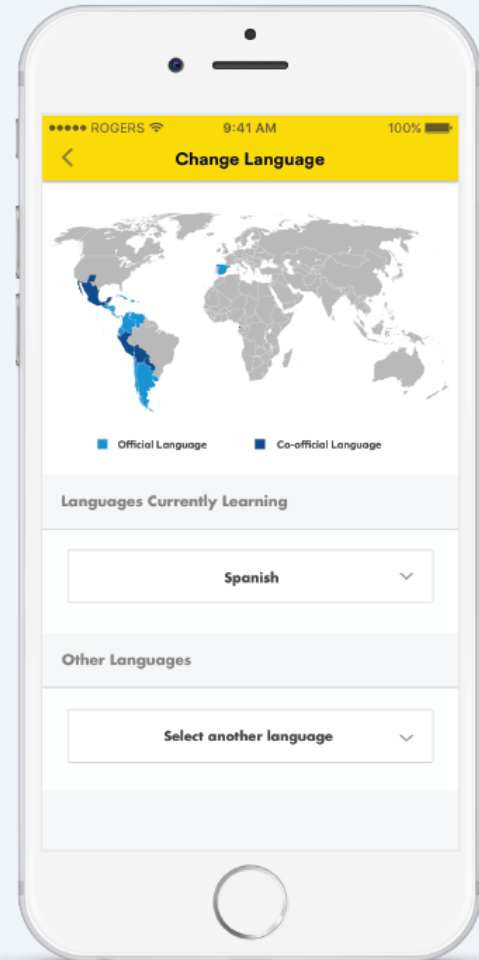 ●●●●● ROGERS 9:41 AM 100%
Change Language
Official Language Co-official Language
Languages Currently Learning
Spanish
Other Languages
Select another language